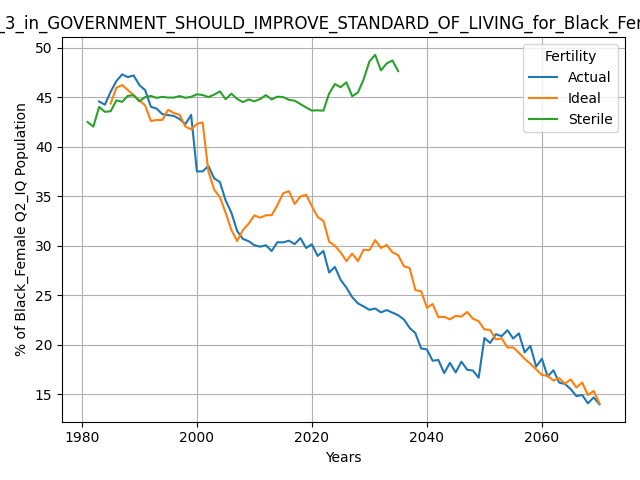 _3_in_GOVERNMENT_SHOULD_IMPROVE_STANDARD_OF_LIVING_for_Black_Fe
% of Black_Female Q2_IQ Population
50
45
40
35
30
25
20
15
Fertility
Actual
Ideal
Sterile
1980
2000
2020
2040
2060
Years